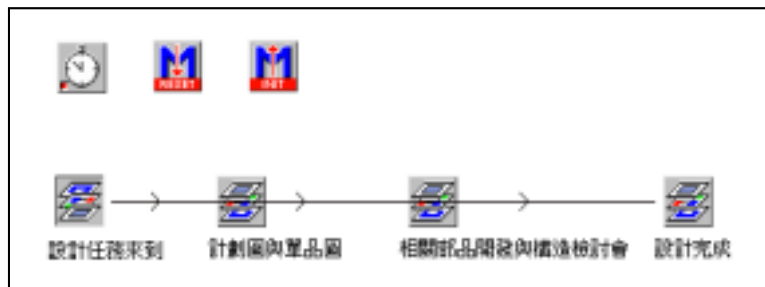 RESET
INIT
設計任務來到
計劃圖與單品圖
相關部品開發與構造檢討會
設計完成